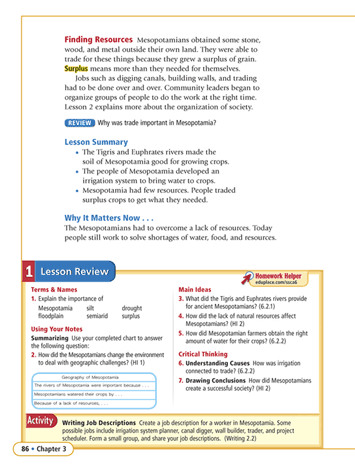 Finding Resources Mesopotamians obtained some stone,
wood, and metal outside their own land. They were able to
trade for these things because they grew a surplus of grain.
Surplus means more than they needed for themselves.
Jobs such as digging canals, building walls, and trading
had to be done over and over. Community leaders began to
organize groups of people to do the work at the right time.
Lesson 2 explains more about the organization of society.
REVIEW Why was trade important in Mesopotamia?
Lesson Summary
• The Tigris and Euphrates rivers made the
soil of Mesopotamia good for growing crops.
• The people of Mesopotamia developed an
irrigation system to bring water to crops.
• Mesopotamia had few resources. People traded
surplus crops to get what they needed.
Why It Matters Now . . .
The Mesopotamians had to overcome a lack of resources. Today
people still work to solve shortages of water, food, and resources.
1 Lesson Review
Homework Helper
eduplace.com/ssca6
Terms & Names
1. Explain the importance of
Mesopotamia silt drought
floodplain semiarid surplus
Using Your Notes
Summarizing Use your completed chart to answer
the following question:
2. How did the Mesopotamians change the environment
to deal with geographic challenges? (HI 1)
Geography of Mesopotamia
The rivers of Mesopotamia were important because . . .
Mesopotamians watered their crops by . . .
Because of a lack of resources, . . .
Main Ideas
3. What did the Tigris and Euphrates rivers provide
for ancient Mesopotamians? (6.2.1)
4. How did the lack of natural resources affect
Mesopotamians? (HI 2)
5. How did Mesopotamian farmers obtain the right
amount of water for their crops? (6.2.2)
Critical Thinking
6. Understanding Causes How was irrigation
connected to trade? (6.2.2)
7. Drawing Conclusions How did Mesopotamians
create a successful society? (HI 2)
Activity
Writing Job Descriptions Create a job description for a worker in Mesopotamia. Some
possible jobs include irrigation system planner, canal digger, wall builder, trader, and project
scheduler. Form a small group, and share your job descriptions. (Writing 2.2)
86 • Chapter 3